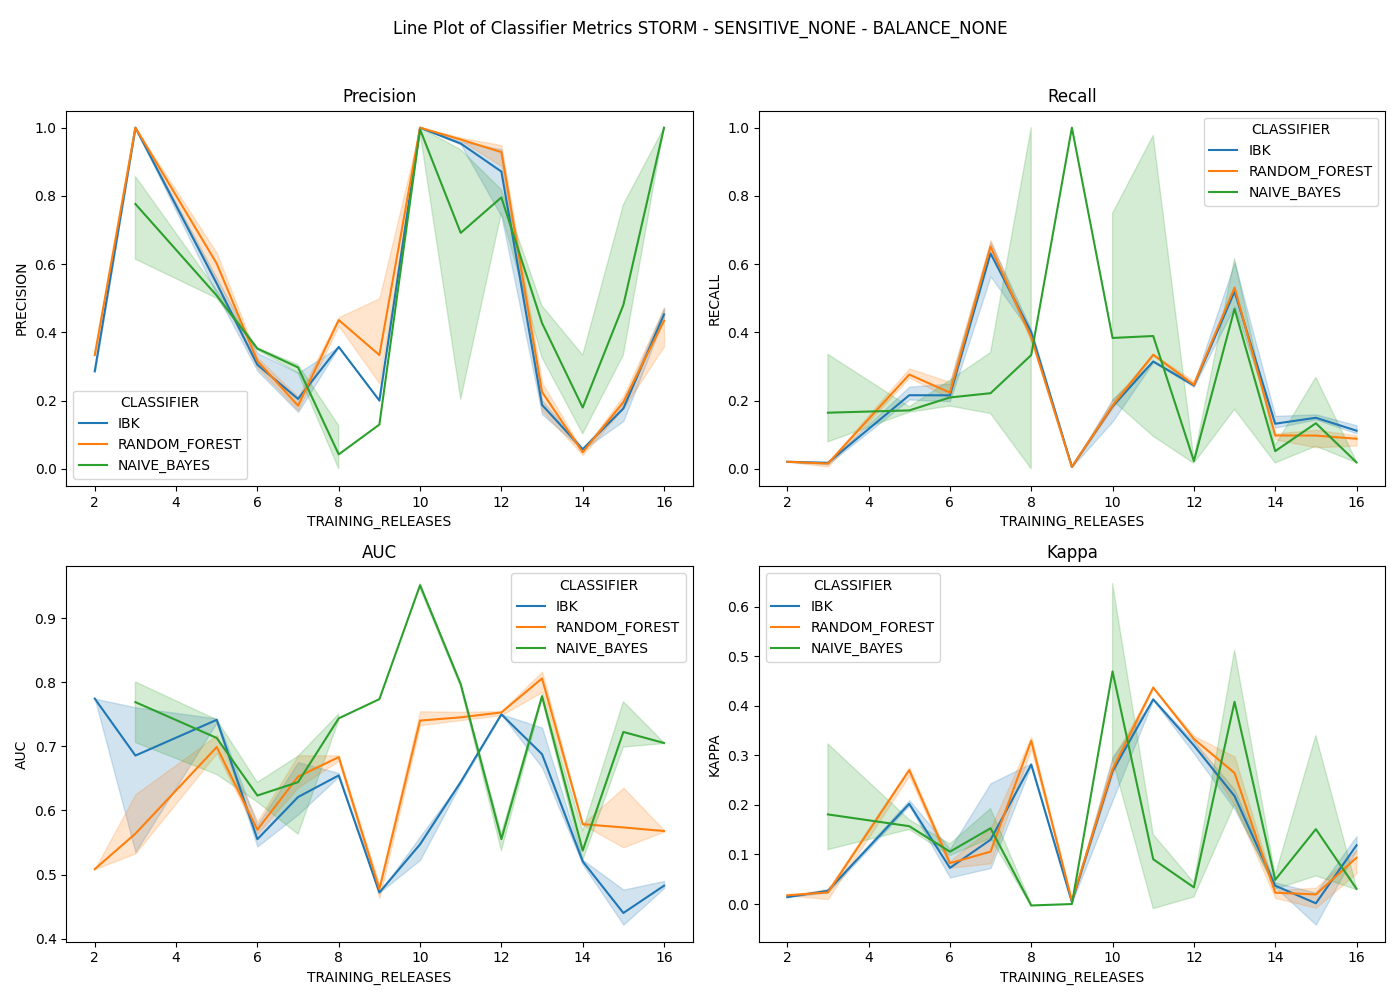 Line Plot of Classifier Metrics STORM - SENSITIVE_NONE - BALANCE_NONE
Precision
1.0
0.8
0.6
0.4
0.2
0.0
PRECISION
CLASSIFIER
IBK
RANDOM_FOREST
NAIVE_BAYES
2 4 6 8 10 12 14 16
TRAINING_RELEASES
Recall
1.0
0.8
0.6
0.4
0.2
0.0
RECALL
CLASSIFIER
IBK
RANDOM_FOREST
NAIVE_BAYES
2 4 6 8 10 12 14 16
TRAINING_RELEASES
AUC
0.9
0.8
0.7
0.6
0.5
0.4
AUC
CLASSIFIER
IBK
RANDOM_FOREST
NAIVE_BAYES
2 4 6 8 10 12 14 16
TRAINING_RELEASES
Kappa
0.6
0.5
0.4
0.3
0.2
0.1
0.0
KAPPA
CLASSIFIER
IBK
RANDOM_FOREST
NAIVE_BAYES
2 4 6 8 10 12 14 16
TRAINING_RELEASES